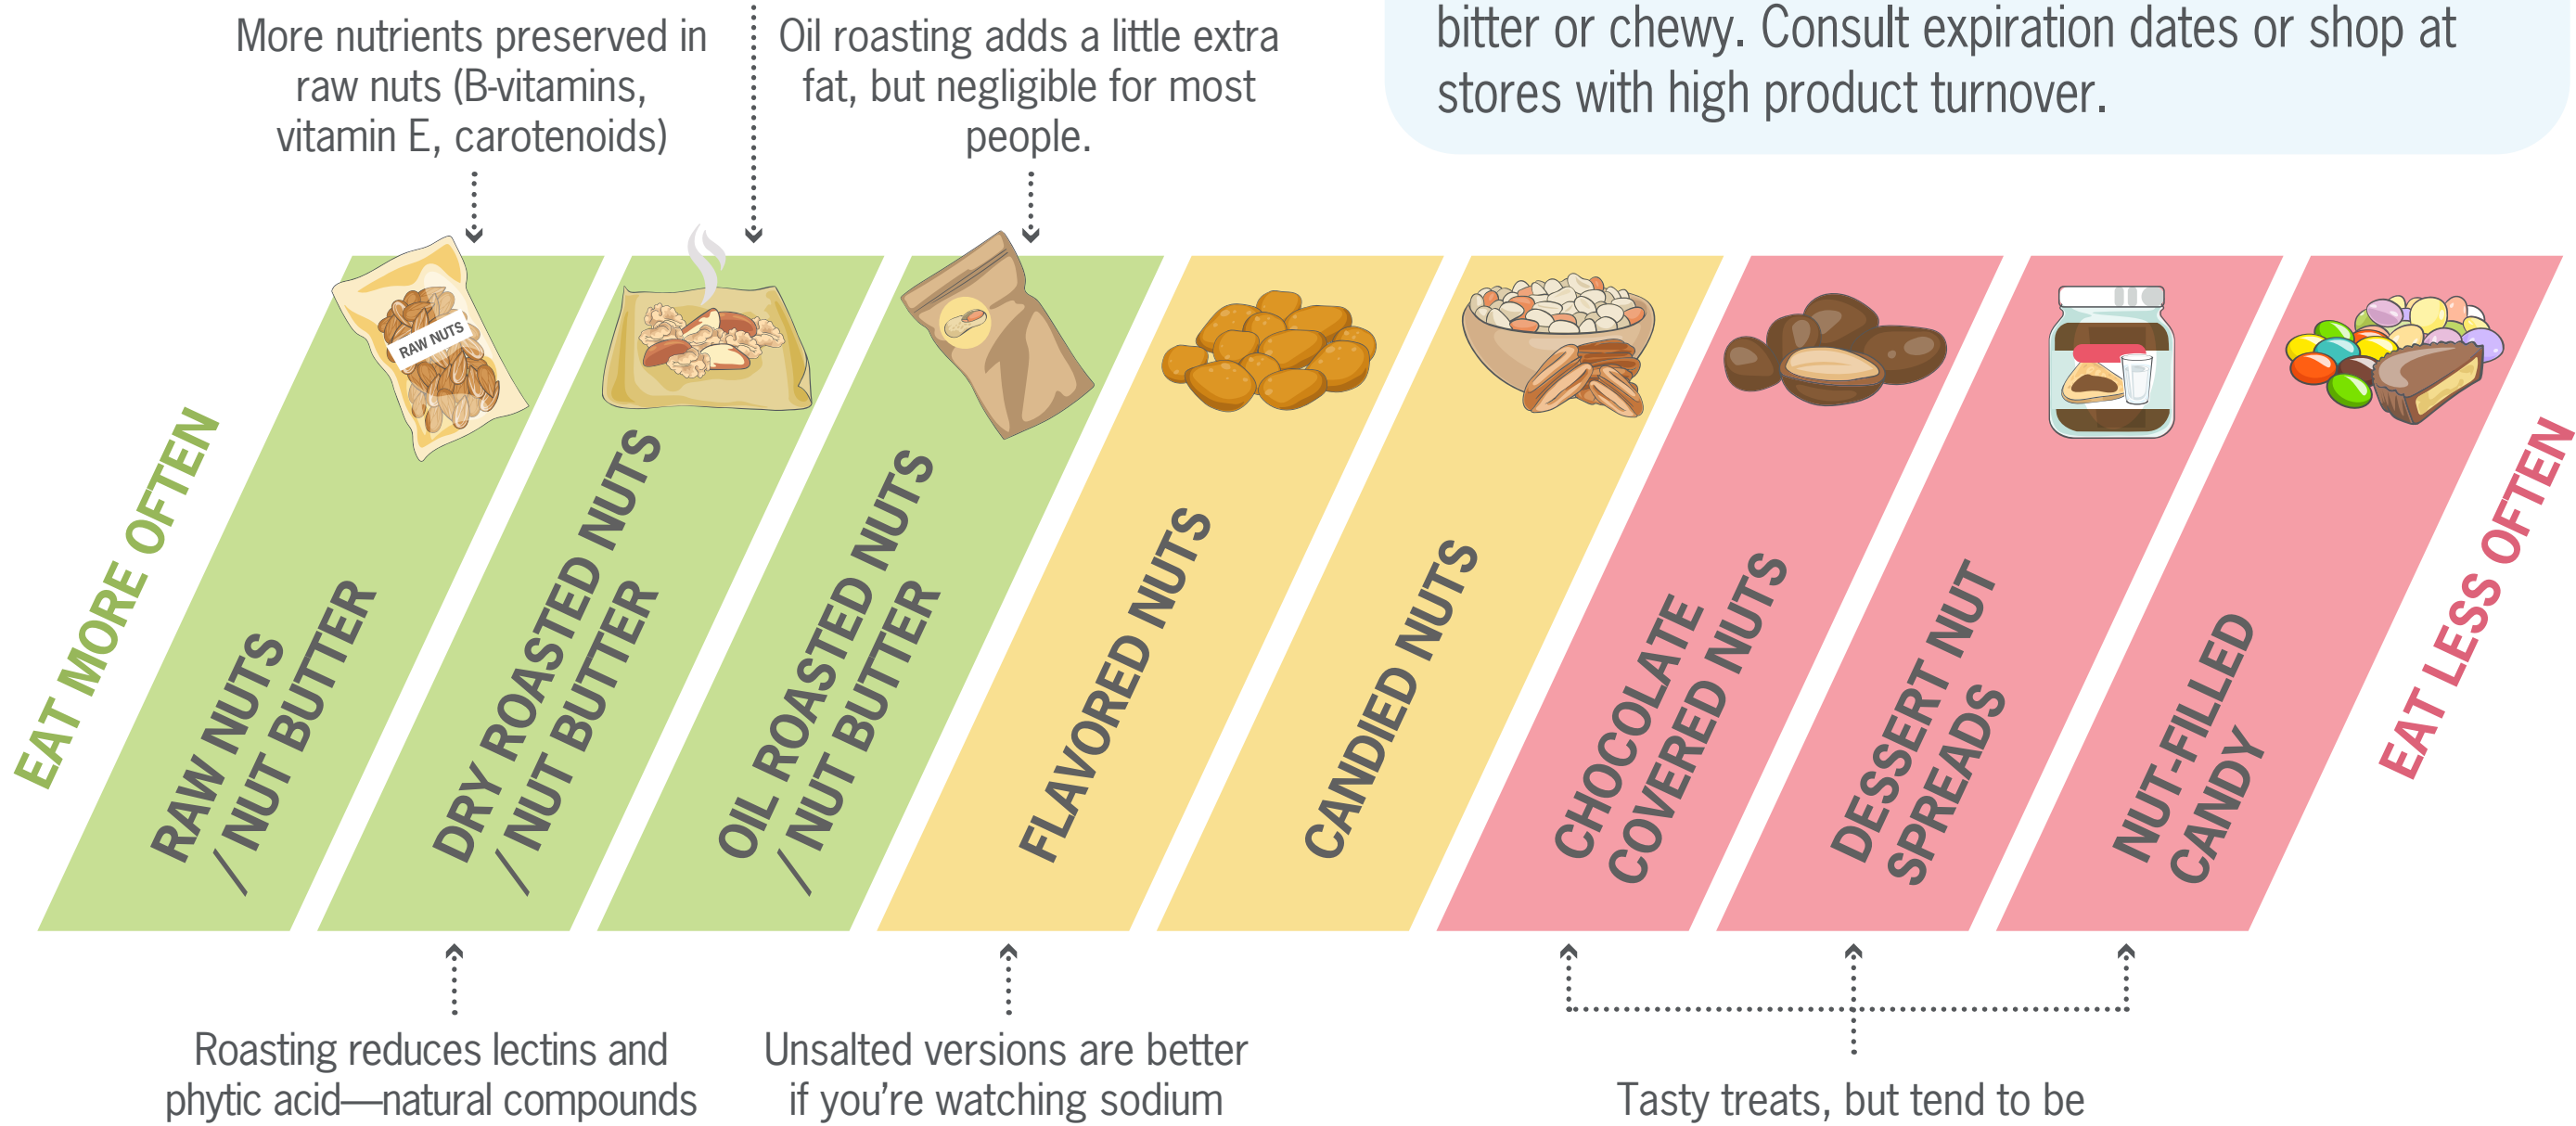 More nutrients preserved in
raw nuts (B-vitamins,
vitamin E, carotenoids)
Oil roasting adds a little extra
fat, but negligible for most
people.
bitter or chewy. Consult expiration dates or shop at
stores with high product turnover.
EAT MORE OFTEN
RAW NUTS
RAW NUTS
/ NUT BUTTER
DRY ROASTED NUTS
/ NUT BUTTER
OIL ROASTED NUTS
/ NUT BUTTER
FLAVORED NUTS
CANDIED NUTS
CHOCOLATE
COVERED NUTS
DESSERT NUT
SPREADS
NUT-FILLED
CANDY
EAT LESS OFTEN
Roasting reduces lectins and
phytic acid—natural compounds
Unsalted versions are better
if you’re watching sodium
Tasty treats, but tend to be